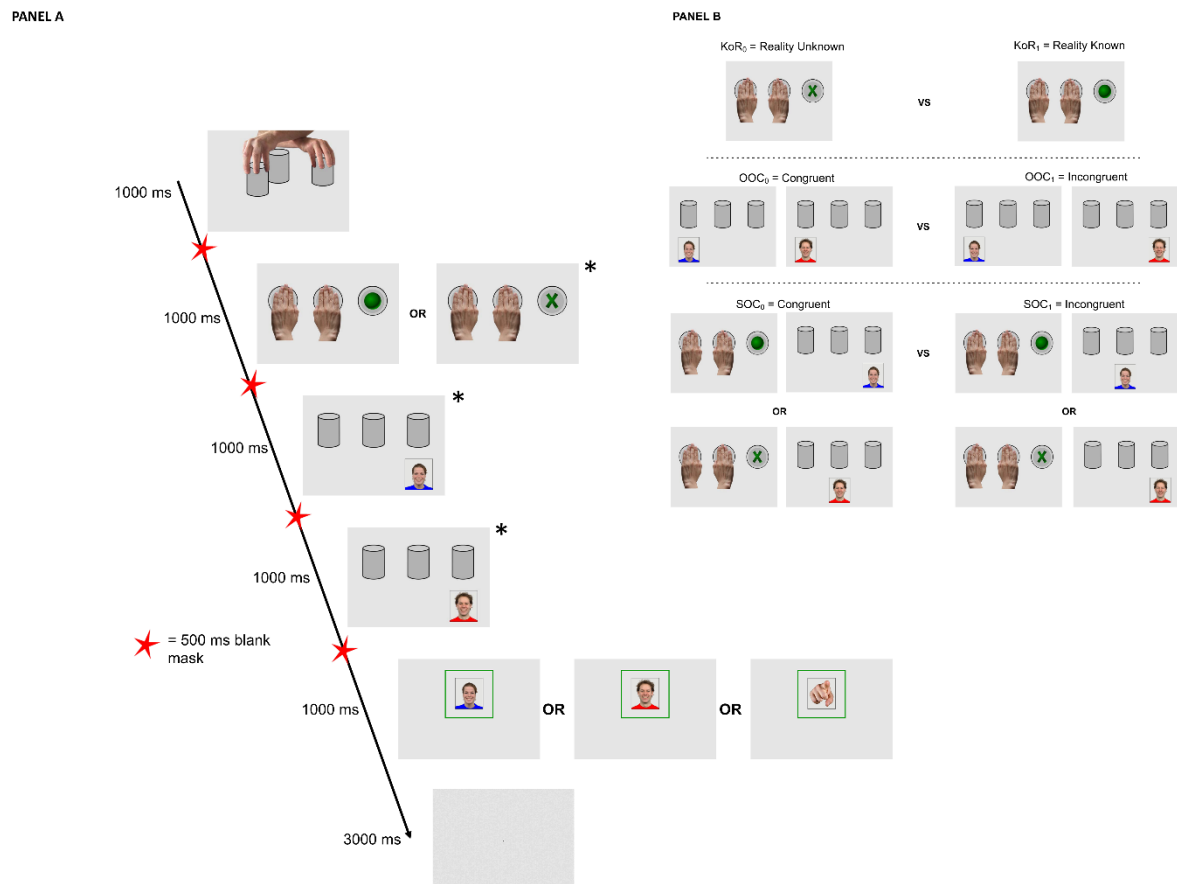 PANEL A
1000 ms
1000 ms
OR
*
1000 ms
*
1000 ms
*
= 500 ms blank
mask
1000 ms
OR
OR
3000 ms
PANEL B
KoR₀ = Reality Unknown
KoR₁ = Reality Known
X
VS
OOC₀ = Congruent
OOC₁ = Incongruent
VS
SOC₀ = Congruent
SOC₁ = Incongruent
VS
OR
OR
X
X